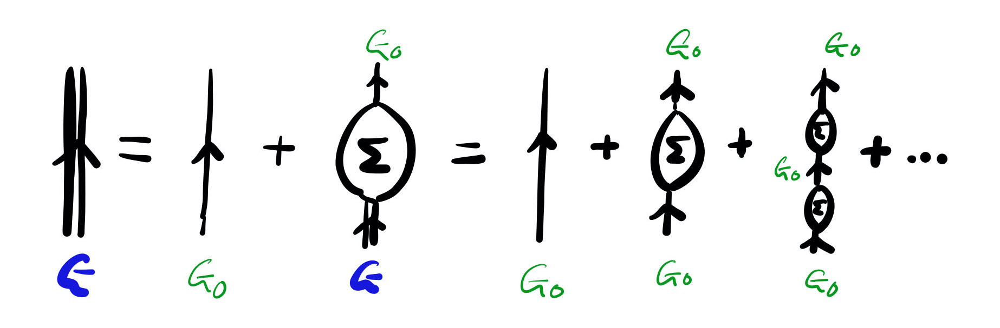 G₀ G₀ G₀
= + Σ = + Σ + Σ + ...
G₀ Σ
G G₀ G G₀ G₀ G₀